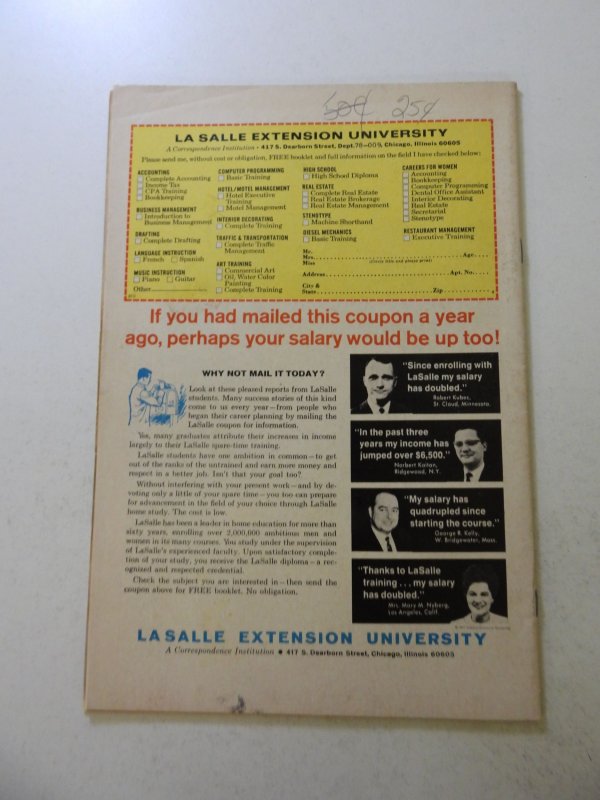 50¢ 25¢
LA SALLE EXTENSION UNIVERSITY
A Correspondence Institution • 417 S. Dearborn Street, Dept. 78-009, Chicago, Illinois 60605
Please send me, without cost or obligation, FREE booklet and full information on the field I have checked below:
ACCOUNTING
Complete Accounting
Income Tax
CPA Training
Bookkeeping
BUSINESS MANAGEMENT
Introduction to
Business Management
DRAFTING
Complete Drafting
LANGUAGE INSTRUCTION
French Spanish
MUSIC INSTRUCTION
Piano Guitar
Other
COMPUTER PROGRAMMING
Basic Training
HOTEL/MOTEL MANAGEMENT
Hotel Executive
Training
Motel Management
INTERIOR DECORATING
Complete Training
TRAFFIC & TRANSPORTATION
Complete Traffic
Management
ART TRAINING
Commercial Art
Oil, Water Color
Painting
Complete Training
HIGH SCHOOL
High School Diploma
REAL ESTATE
Complete Real Estate
Real Estate Brokerage
Real Estate Management
STENOTYPE
Machine Shorthand
DIESEL MECHANICS
Basic Training
CAREERS FOR WOMEN
Accounting
Bookkeeping
Computer Programming
Dental Office Assistant
Interior Decorating
Real Estate
Secretarial
Stenotype
RESTAURANT MANAGEMENT
Executive Training
Mr.
Mrs.
Miss Age
(Please title and please print)
Address Apt. No.
City &
State Zip
If you had mailed this coupon a year
ago, perhaps your salary would be up too!
WHY NOT MAIL IT TODAY?
Look at these pleased reports from LaSalle
students. Many success stories of this kind
come to us every year—from people who
began their career planning by mailing the
LaSalle coupon for information.
Yes, many graduates attribute their increases in income
largely to their LaSalle spare-time training.
LaSalle students have one ambition in common—to get
out of the ranks of the untrained and earn more money and
respect in a better job. Isn't that your goal too?
Without interfering with your present work—and by de-
voting only a little of your spare time—you too can prepare
for advancement in the field of your choice through LaSalle
home study. The cost is low.
LaSalle has been a leader in home education for more than
sixty years, enrolling over 2,000,000 ambitious men and
women in its many courses. You study under the supervision
of LaSalle's experienced faculty. Upon satisfactory comple-
tion of your study, you receive the LaSalle diploma—a rec-
ognized and respected credential.
Check the subject you are interested in—then send the
coupon above for FREE booklet. No obligation.
"Since enrolling with
LaSalle my salary
has doubled."
Robert Kubec,
St. Cloud, Minnesota.
"In the past three
years my income has
jumped over $6,500."
Norbert Kaitan,
Ridgewood, N.Y.
"My salary has
quadrupled since
starting the course."
George R. Kelly,
W. Bridgewater, Mass.
"Thanks to LaSalle
training . . . my salary
has doubled."
Mrs. Mary M. Nyberg,
Los Angeles, Calif.
LA SALLE EXTENSION UNIVERSITY
A Correspondence Institution • 417 S. Dearborn Street, Chicago, Illinois 60605